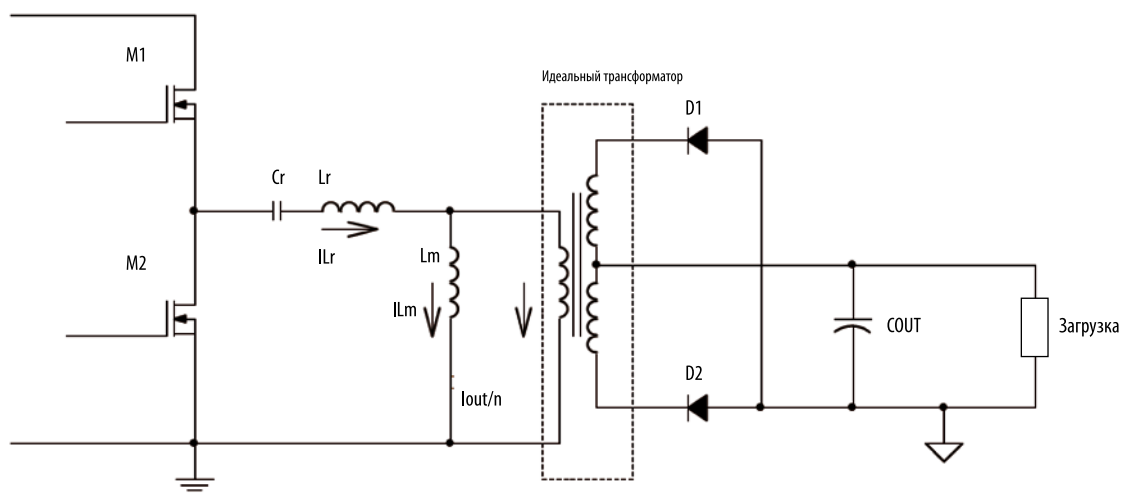 M1
Идеальный трансформатор
D1
Cr
Lr
ILr
M2
Lm
ILm
COUT
Загрузка
D2
Iout/n